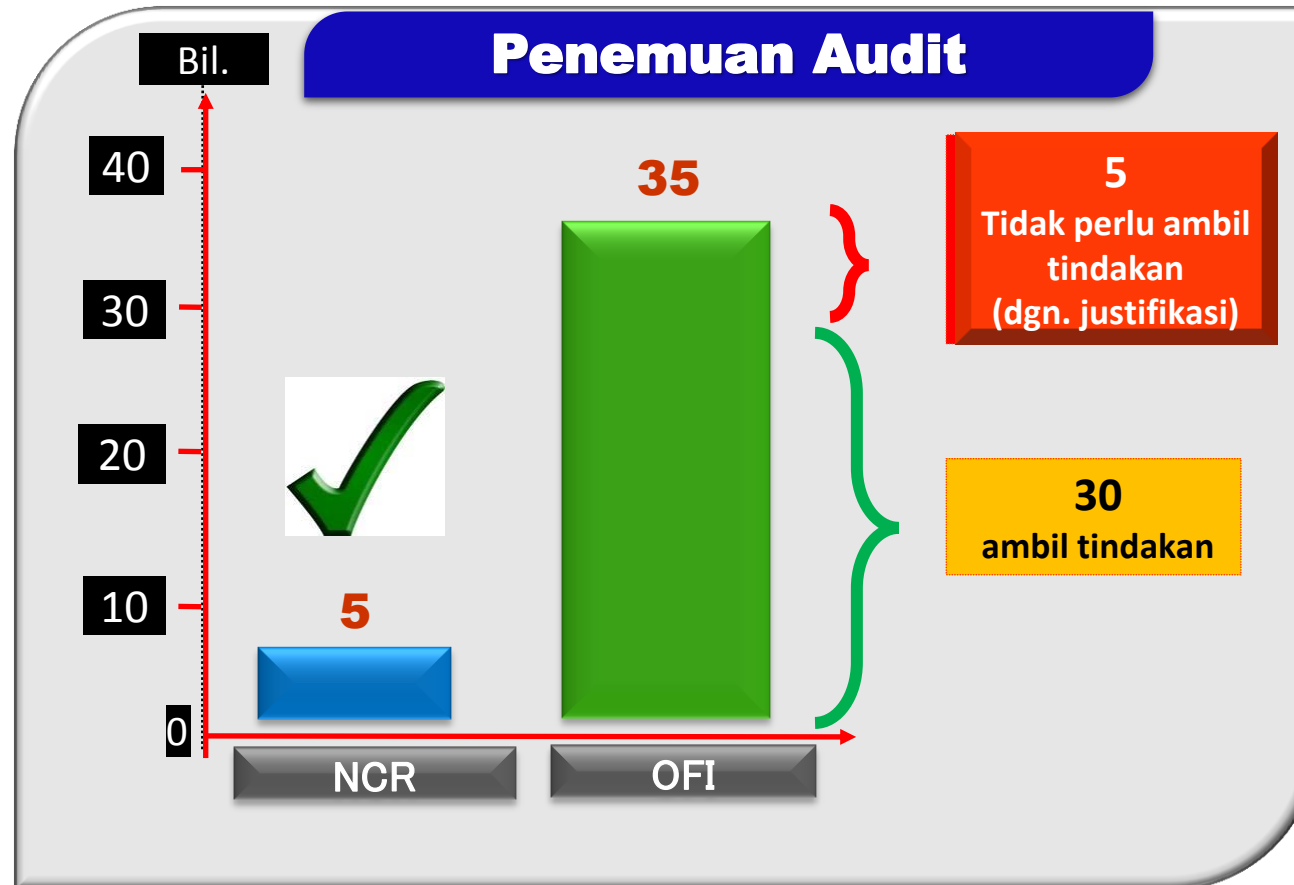 Penemuan Audit
Bil.
40
30
20
10
0
5
35
NCR
OFI
5
Tidak perlu ambil
tindakan
(dgn. justifikasi)
30
ambil tindakan